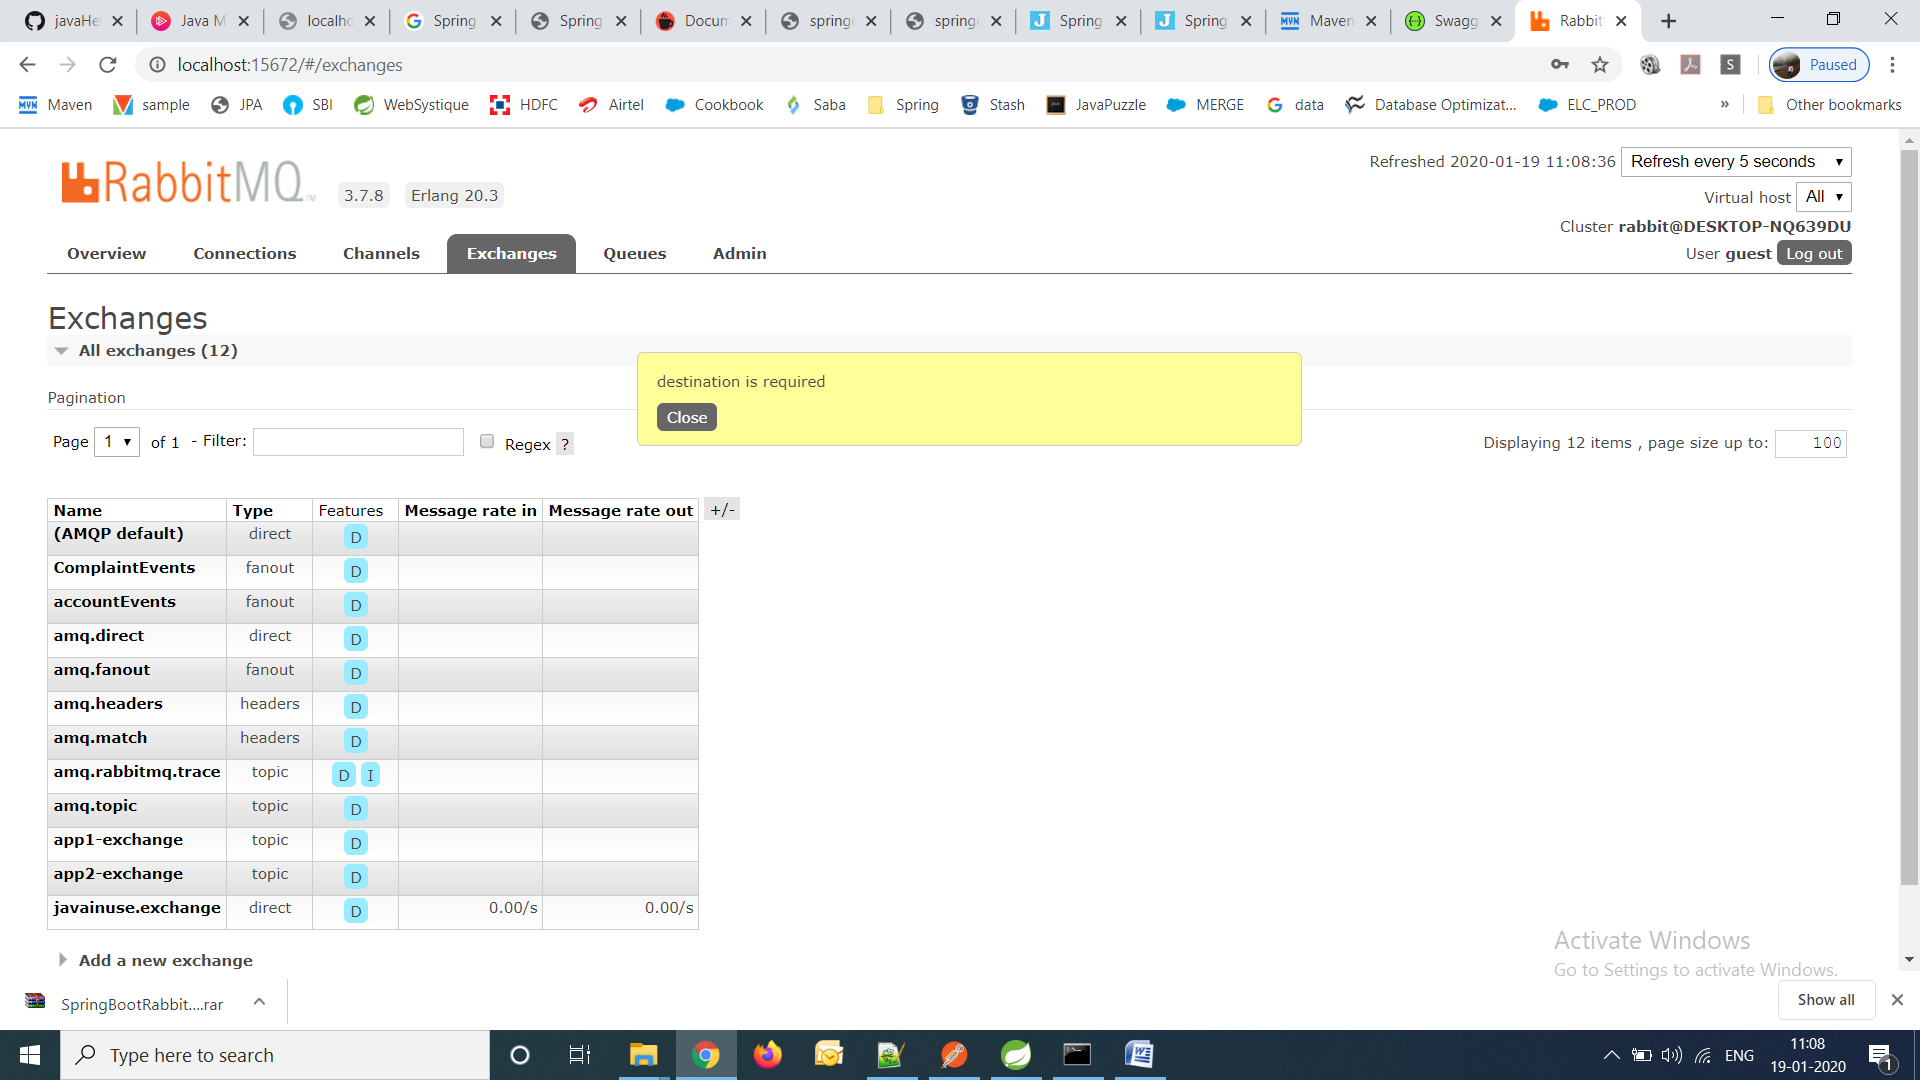 javaHe
Java M
localho
Spring
Spring
Docum
spring
spring
Spring
Spring
Maven
Swagg
Rabbit
localhost:15672/#/exchanges
Paused
Maven
sample
JPA
SBI
WebSystique
HDFC
Airtel
Cookbook
Saba
Spring
Stash
JavaPuzzle
MERGE
data
Database Optimizat...
ELC_PROD
»
Other bookmarks
RabbitMQ™ 3.7.8 Erlang 20.3
Refreshed 2020-01-19 11:08:36 Refresh every 5 seconds
Virtual host All
Cluster rabbit@DESKTOP-NQ639DU
User guest Log out
Overview Connections Channels Exchanges Queues Admin
Exchanges
All exchanges (12)
destination is required
Close
Pagination
Page 1 of 1 - Filter: Regex ?
Displaying 12 items , page size up to: 100
Name Type Features Message rate in Message rate out +/-
(AMQP default) direct D
ComplaintEvents fanout D
accountEvents fanout D
amq.direct direct D
amq.fanout fanout D
amq.headers headers D
amq.match headers D
amq.rabbitmq.trace topic D I
amq.topic topic D
app1-exchange topic D
app2-exchange topic D
javainuse.exchange direct D 0.00/s 0.00/s
Add a new exchange
Activate Windows
Go to Settings to activate Windows.
SpringBootRabbit....rar
Show all
Type here to search
ENG
11:08
19-01-2020
1